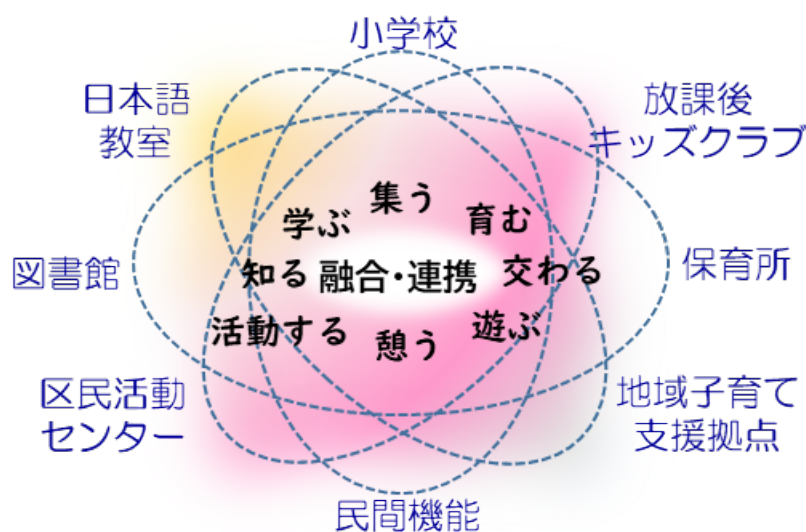 小学校
日本語
教室
放課後
キッズクラブ
集う
学ぶ
育む
図書館
知る
融合・連携
交わる
保育所
活動する
憩う
遊ぶ
区民活動
センター
地域子育て
支援拠点
民間機能